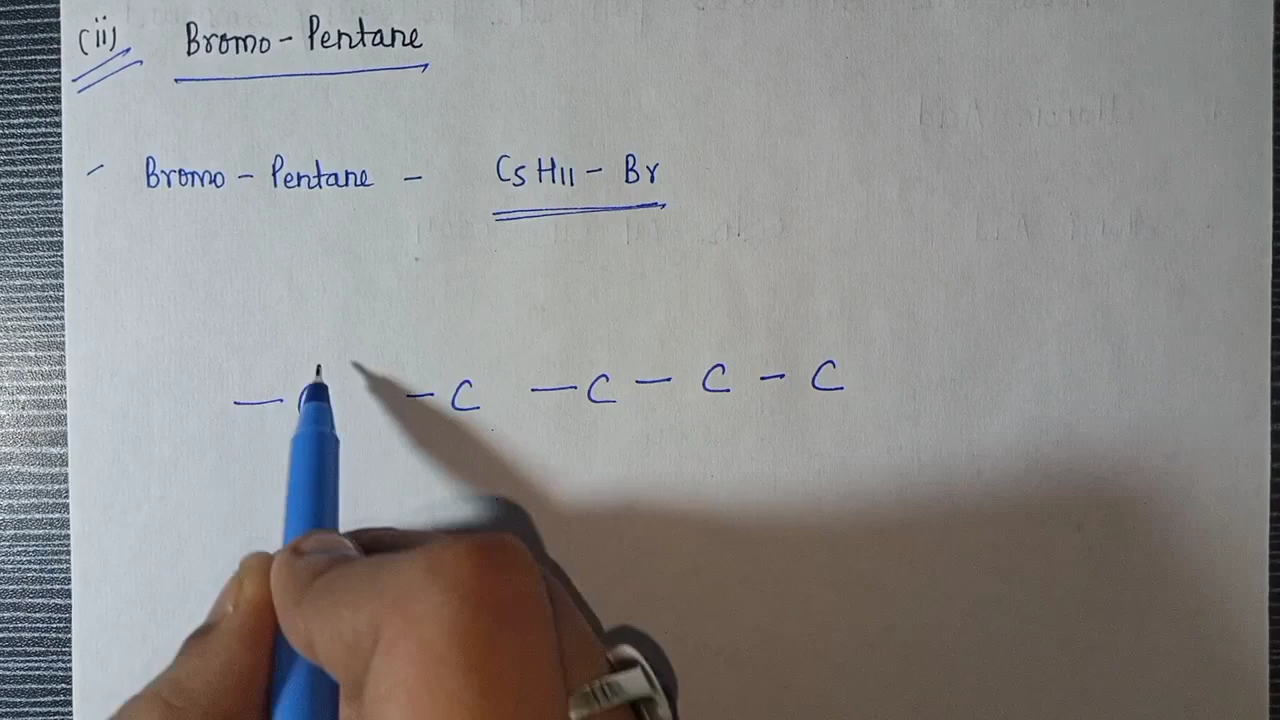 (ii) Bromo - Pentane
- Bromo - Pentane - C5H11 - Br
- C - C - C - C - C